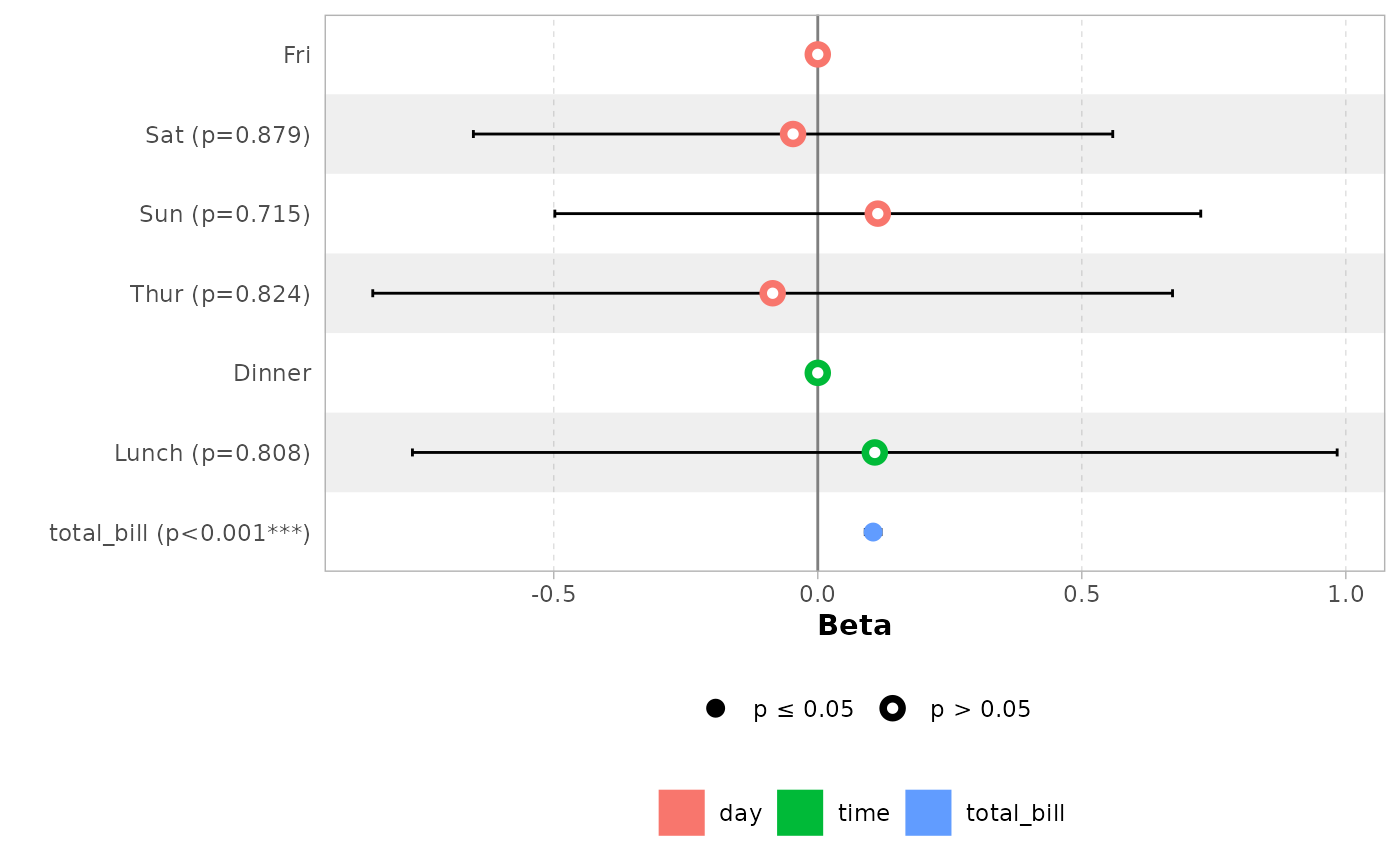 Fri
Sat (p=0.879)
Sun (p=0.715)
Thur (p=0.824)
Dinner
Lunch (p=0.808)
total_bill (p<0.001***)
-0.5 0.0 0.5 1.0
Beta
p ≤ 0.05 p > 0.05
day time total_bill